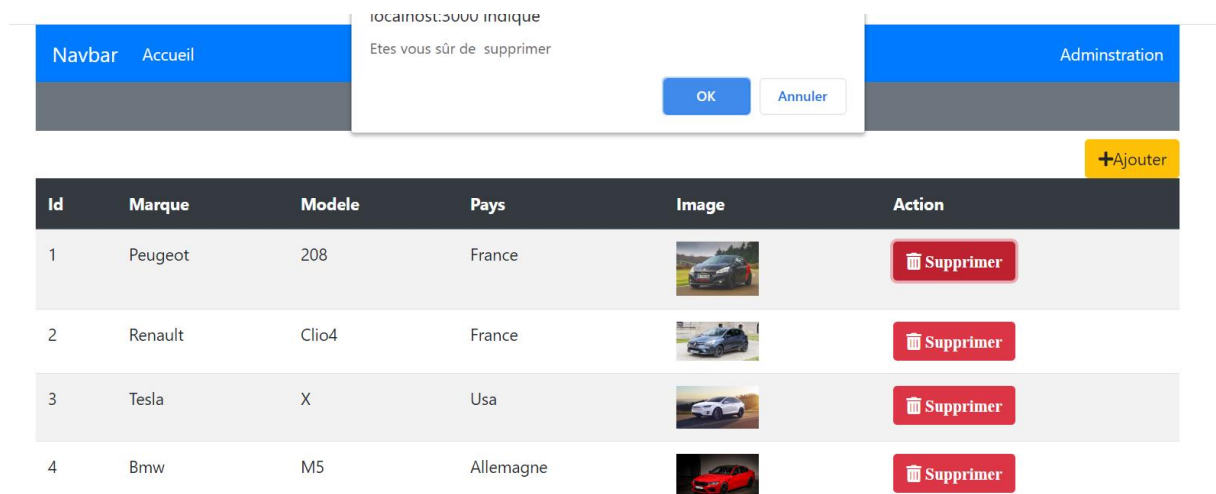 localhost:3000 indique
Etes vous sûr de  supprimer
OK Annuler
Navbar Accueil Adminstration
+Ajouter
Id Marque Modele Pays Image Action
1 Peugeot 208 France Supprimer
2 Renault Clio4 France Supprimer
3 Tesla X Usa Supprimer
4 Bmw M5 Allemagne Supprimer